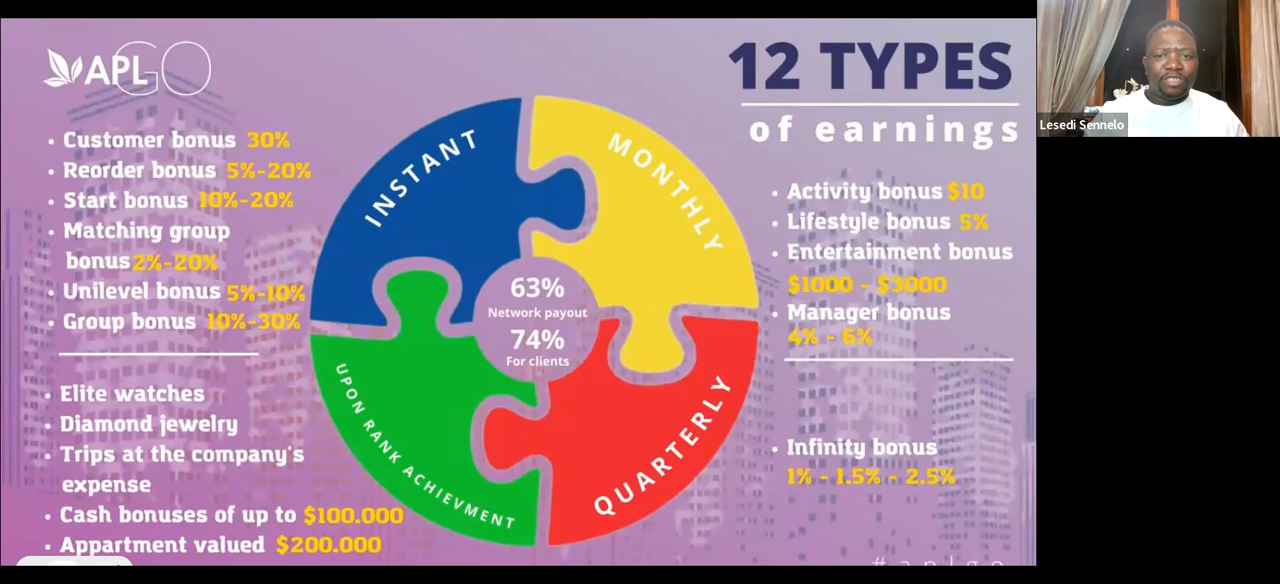 APLGO
12 TYPES
of earnings
Lesedi Sennelo
• Customer bonus 30%
• Reorder bonus 5%-20%
• Start bonus 10%-20%
• Matching group
bonus 2%-20%
• Unilevel bonus 5%-10%
• Group bonus 10%-30%
• Elite watches
• Diamond jewelry
• Trips at the company's
expense
• Cash bonuses of up to $100.000
• Appartment valued $200.000
INSTANT
MONTHLY
63%
Network payout
74%
For clients
UPON RANK ACHIEVMENT
QUARTERLY
• Activity bonus $10
• Lifestyle bonus 5%
• Entertainment bonus
$1000 - $3000
• Manager bonus
4% - 6%
• Infinity bonus
1% - 1.5% - 2.5%